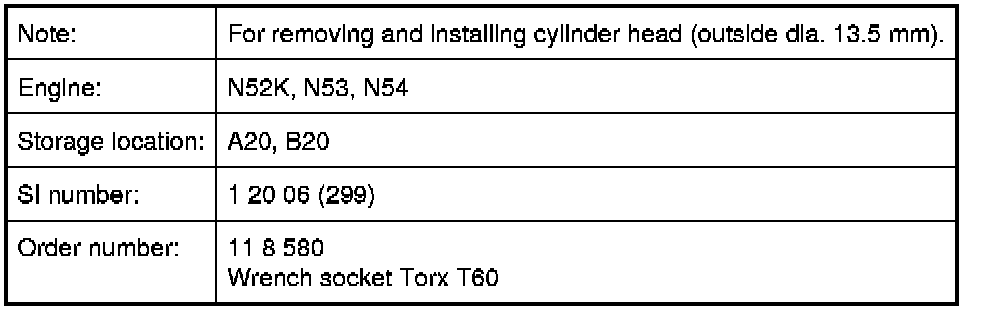 Note: For removing and installing cylinder head (outside dia. 13.5 mm).
Engine: N52K, N53, N54
Storage location: A20, B20
SI number: 1 20 06 (299)
Order number: 11 8 580
Wrench socket Torx T60